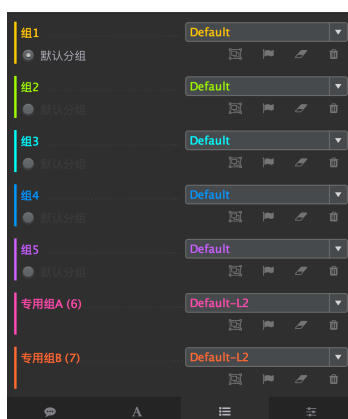 组1 Default
默认分组
组2 Default
默认分组
组3 Default
默认分组
组4 Default
默认分组
组5 Default
默认分组
专用组A (6) Default-L2
专用组B (7) Default-L2
A